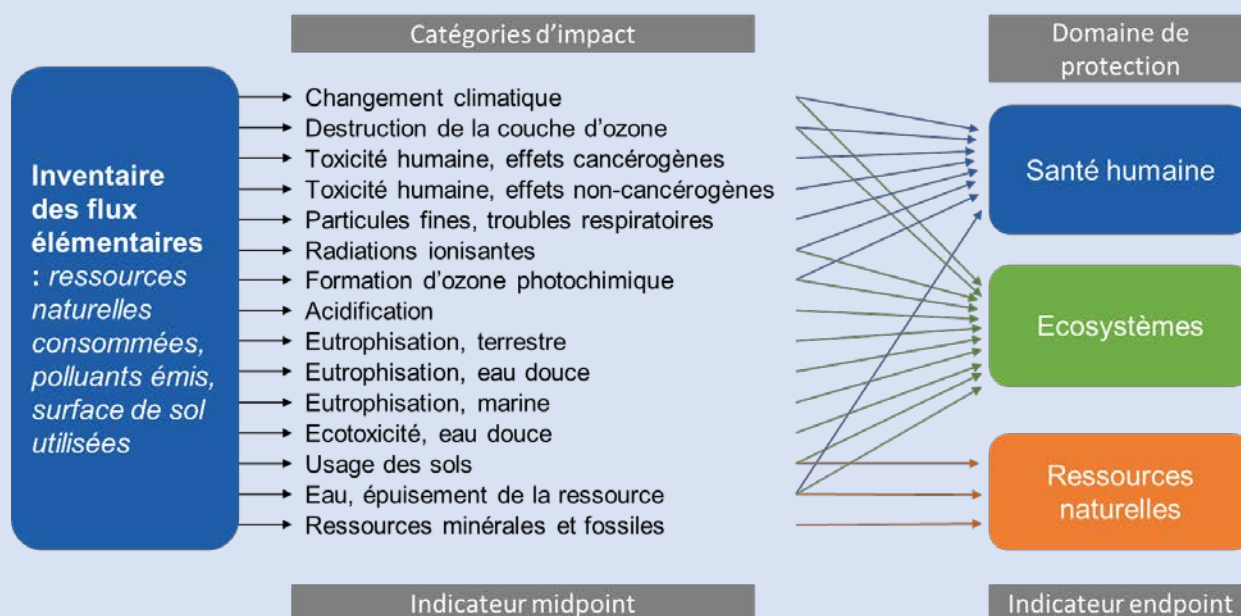 Catégories d'impact
Domaine de
protection
Inventaire
des flux
élémentaires
: ressources
naturelles
consommées,
polluants émis,
surface de sol
utilisées
Changement climatique
Destruction de la couche d'ozone
Toxicité humaine, effets cancérogènes
Toxicité humaine, effets non-cancérogènes
Particules fines, troubles respiratoires
Radiations ionisantes
Formation d'ozone photochimique
Acidification
Eutrophisation, terrestre
Eutrophisation, eau douce
Eutrophisation, marine
Ecotoxicité, eau douce
Usage des sols
Eau, épuisement de la ressource
Ressources minérales et fossiles
Santé humaine
Ecosystèmes
Ressources
naturelles
Indicateur midpoint
Indicateur endpoint